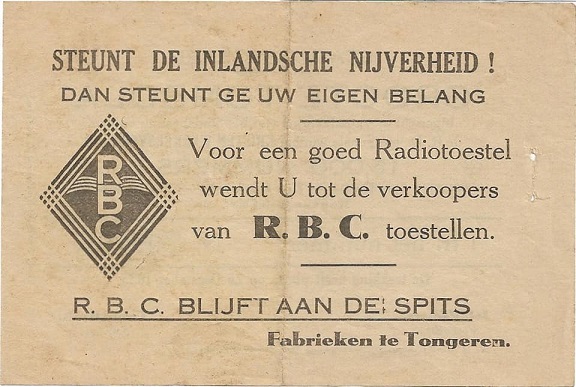 STEUNT DE INLANDSCHE NIJVERHEID !
DAN STEUNT GE UW EIGEN BELANG
RBC
Voor een goed Radiotoestel
wendt U tot de verkoopers
van R. B. C. toestellen.
R. B. C. BLIJFT AAN DE SPITS
Fabrieken te Tongeren.